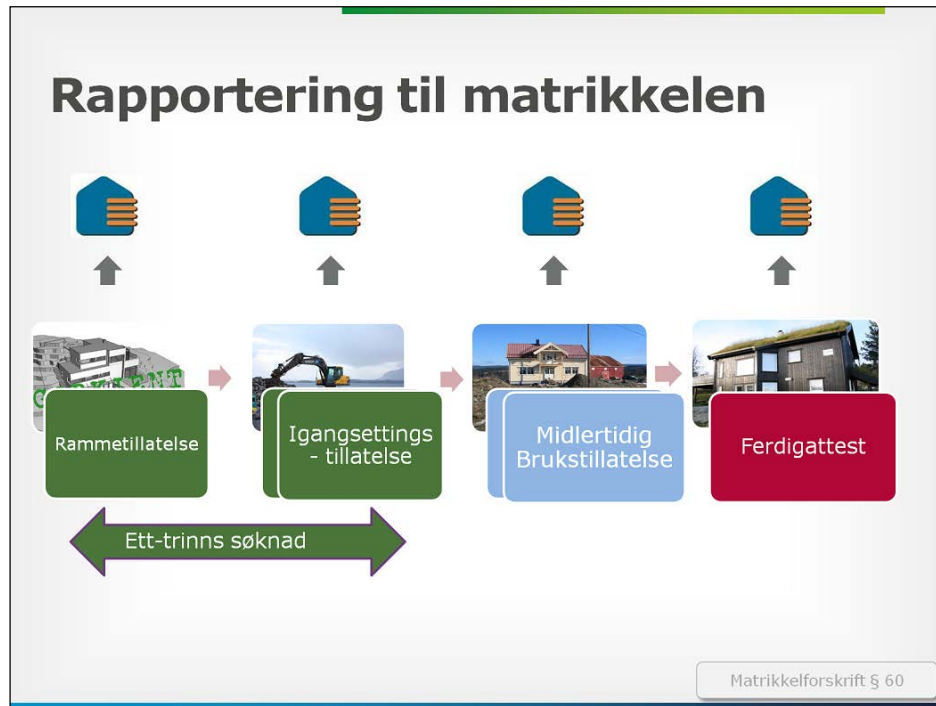 Rapportering til matrikkelen
Rammetillatelse
Igangsettings
- tillatelse
Midlertidig
Brukstillatelse
Ferdigattest
Ett-trinns søknad
Matrikkelforskrift § 60